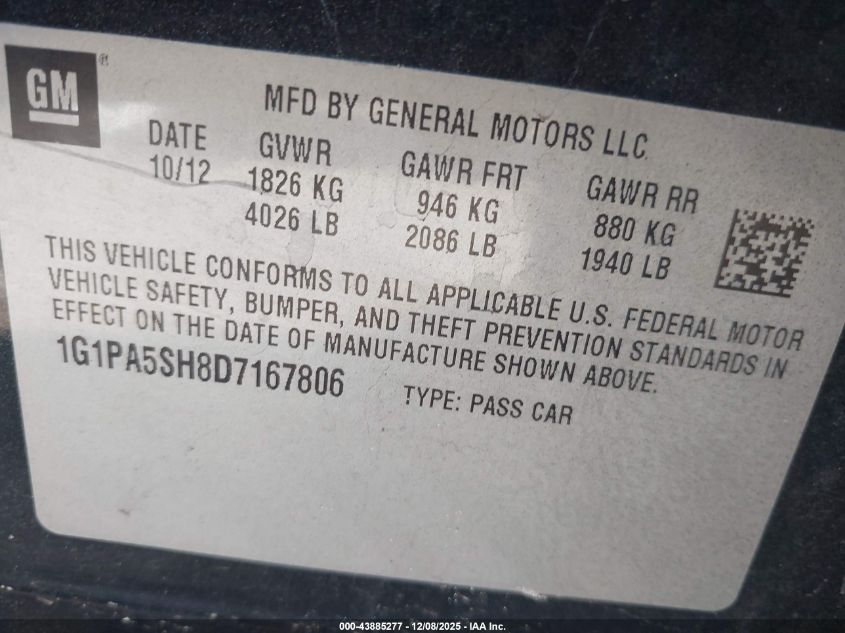 GM®
MFD BY GENERAL MOTORS LLC
DATE GVWR GAWR FRT GAWR RR
10/12 1826 KG 946 KG 880 KG
4026 LB 2086 LB 1940 LB
THIS VEHICLE CONFORMS TO ALL APPLICABLE U.S. FEDERAL MOTOR
VEHICLE SAFETY, BUMPER, AND THEFT PREVENTION STANDARDS IN
EFFECT ON THE DATE OF MANUFACTURE SHOWN ABOVE.
1G1PA5SH8D7167806 TYPE: PASS CAR
000-43885277 - 12/08/2025 - IAA Inc.